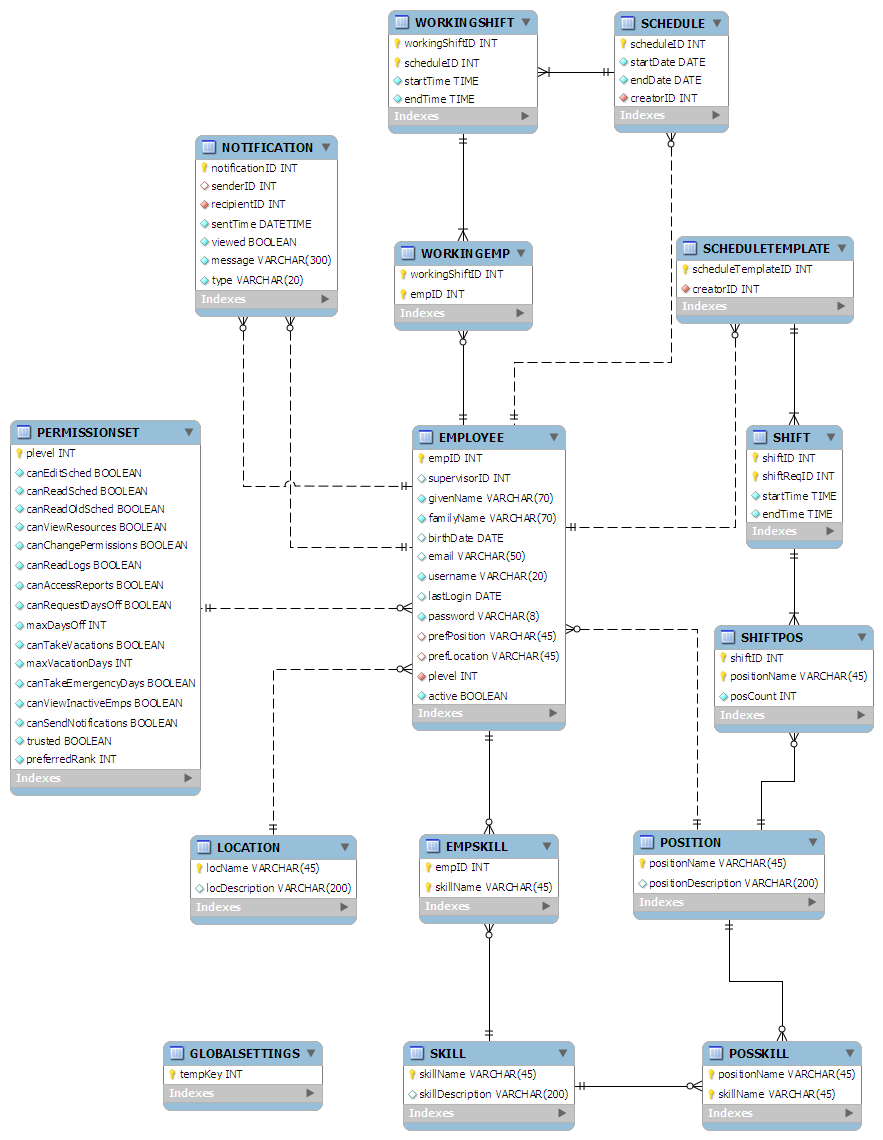 WORKINGSHIFT
workingShiftID INT
scheduleID INT
startTime TIME
endTime TIME
Indexes
SCHEDULE
scheduleID INT
startDate DATE
endDate DATE
creatorID INT
Indexes
NOTIFICATION
notificationID INT
senderID INT
recipientID INT
sentTime DATETIME
viewed BOOLEAN
message VARCHAR(300)
type VARCHAR(20)
Indexes
WORKINGEMP
workingShiftID INT
empID INT
Indexes
SCHEDULETEMPLATE
scheduleTemplateID INT
creatorID INT
Indexes
PERMISSIONSET
plevel INT
canEditSched BOOLEAN
canReadSched BOOLEAN
canReadOldSched BOOLEAN
canViewResources BOOLEAN
canChangePermissions BOOLEAN
canReadLogs BOOLEAN
canAccessReports BOOLEAN
canRequestDaysOff BOOLEAN
maxDaysOff INT
canTakeVacations BOOLEAN
maxVacationDays INT
canTakeEmergencyDays BOOLEAN
canViewInactiveEmps BOOLEAN
canSendNotifications BOOLEAN
trusted BOOLEAN
preferredRank INT
Indexes
EMPLOYEE
empID INT
supervisorID INT
givenName VARCHAR(70)
familyName VARCHAR(70)
birthDate DATE
email VARCHAR(50)
username VARCHAR(20)
lastLogin DATE
password VARCHAR(8)
prefPosition VARCHAR(45)
prefLocation VARCHAR(45)
plevel INT
active BOOLEAN
Indexes
SHIFT
shiftID INT
shiftReqID INT
startTime TIME
endTime TIME
Indexes
SHIFTPOS
shiftID INT
positionName VARCHAR(45)
posCount INT
Indexes
LOCATION
locName VARCHAR(45)
locDescription VARCHAR(200)
Indexes
EMPSKILL
empID INT
skillName VARCHAR(45)
Indexes
POSITION
positionName VARCHAR(45)
positionDescription VARCHAR(200)
Indexes
GLOBALSETTINGS
tempKey INT
Indexes
SKILL
skillName VARCHAR(45)
skillDescription VARCHAR(200)
Indexes
POSSKILL
positionName VARCHAR(45)
skillName VARCHAR(45)
Indexes